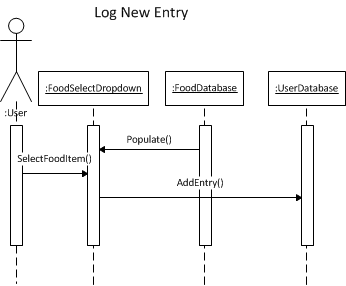 Log New Entry
:User
:FoodSelectDropdown
:FoodDatabase
:UserDatabase
Populate()
SelectFoodItem()
AddEntry()